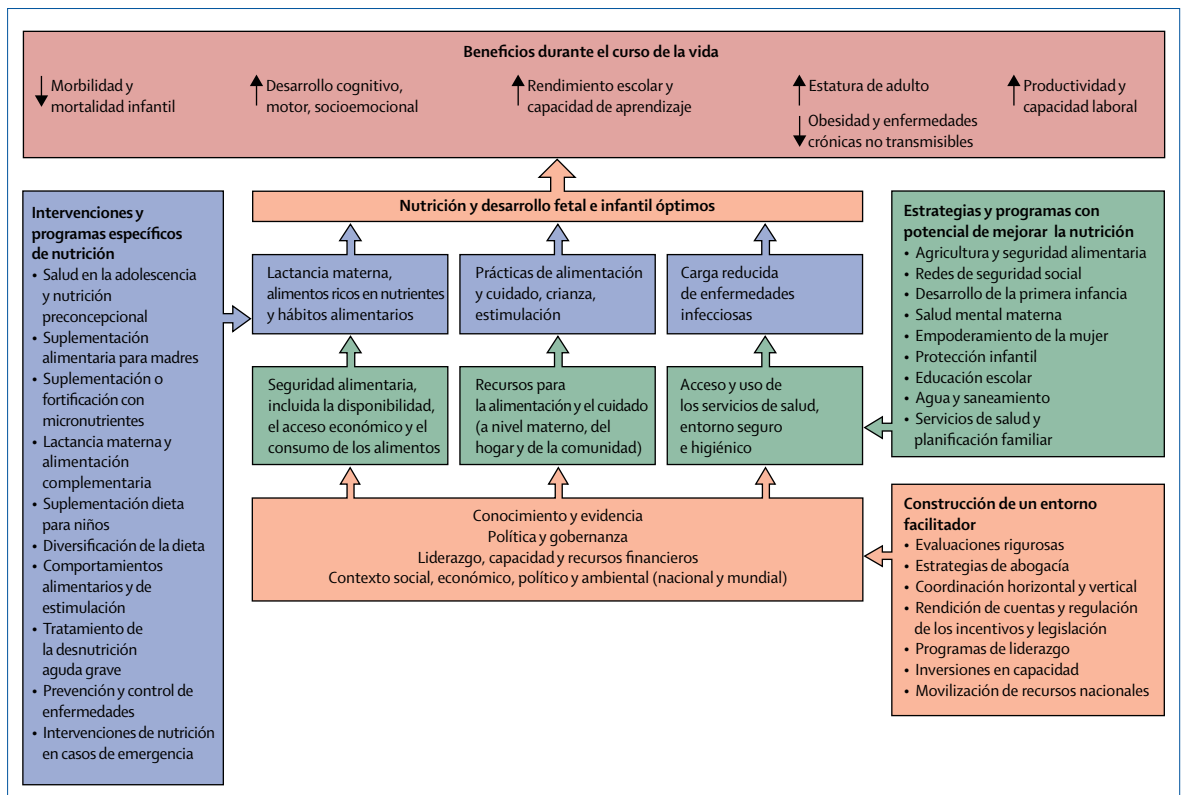 Beneficios durante el curso de la vida
Morbilidad y
mortalidad infantil
Desarrollo cognitivo,
motor, socioemocional
Rendimiento escolar y
capacidad de aprendizaje
Estatura de adulto
Obesidad y enfermedades
crónicas no transmisibles
Productividad y
capacidad laboral
Intervenciones y
programas específicos
de nutrición
• Salud en la adolescencia
y nutrición
preconcepcional
• Suplementación
alimentaria para madres
• Suplementación o
fortificación con
micronutrientes
• Lactancia materna y
alimentación
complementaria
• Suplementación dieta
para niños
• Diversificación de la dieta
• Comportamientos
alimentarios y de
estimulación
• Tratamiento de
la desnutrición
aguda grave
• Prevención y control de
enfermedades
• Intervenciones de nutrición
en casos de emergencia
Nutrición y desarrollo fetal e infantil óptimos
Lactancia materna,
alimentos ricos en nutrientes
y hábitos alimentarios
Prácticas de alimentación
y cuidado, crianza,
estimulación
Carga reducida
de enfermedades
infecciosas
Seguridad alimentaria,
incluida la disponibilidad,
el acceso económico y el
consumo de los alimentos
Recursos para
la alimentación y el cuidado
(a nivel materno, del
hogar y de la comunidad)
Acceso y uso de
los servicios de salud,
entorno seguro
e higiénico
Conocimiento y evidencia
Política y gobernanza
Liderazgo, capacidad y recursos financieros
Contexto social, económico, político y ambiental (nacional y mundial)
Estrategias y programas con
potencial de mejorar la nutrición
• Agricultura y seguridad alimentaria
• Redes de seguridad social
• Desarrollo de la primera infancia
• Salud mental materna
• Empoderamiento de la mujer
• Protección infantil
• Educación escolar
• Agua y saneamiento
• Servicios de salud y
planificación familiar
Construcción de un entorno
facilitador
• Evaluaciones rigurosas
• Estrategias de abogacía
• Coordinación horizontal y vertical
• Rendición de cuentas y regulación
de los incentivos y legislación
• Programas de liderazgo
• Inversiones en capacidad
• Movilización de recursos nacionales